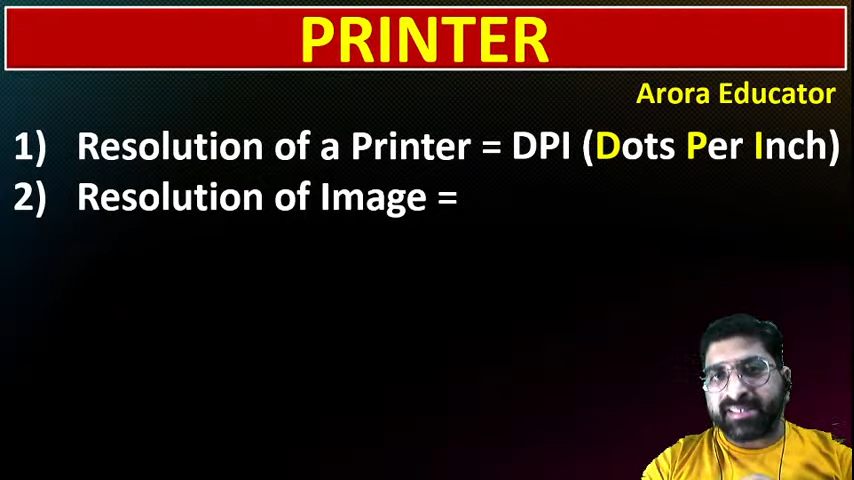 PRINTER
Arora Educator
1) Resolution of a Printer = DPI (Dots Per Inch)
2) Resolution of Image =